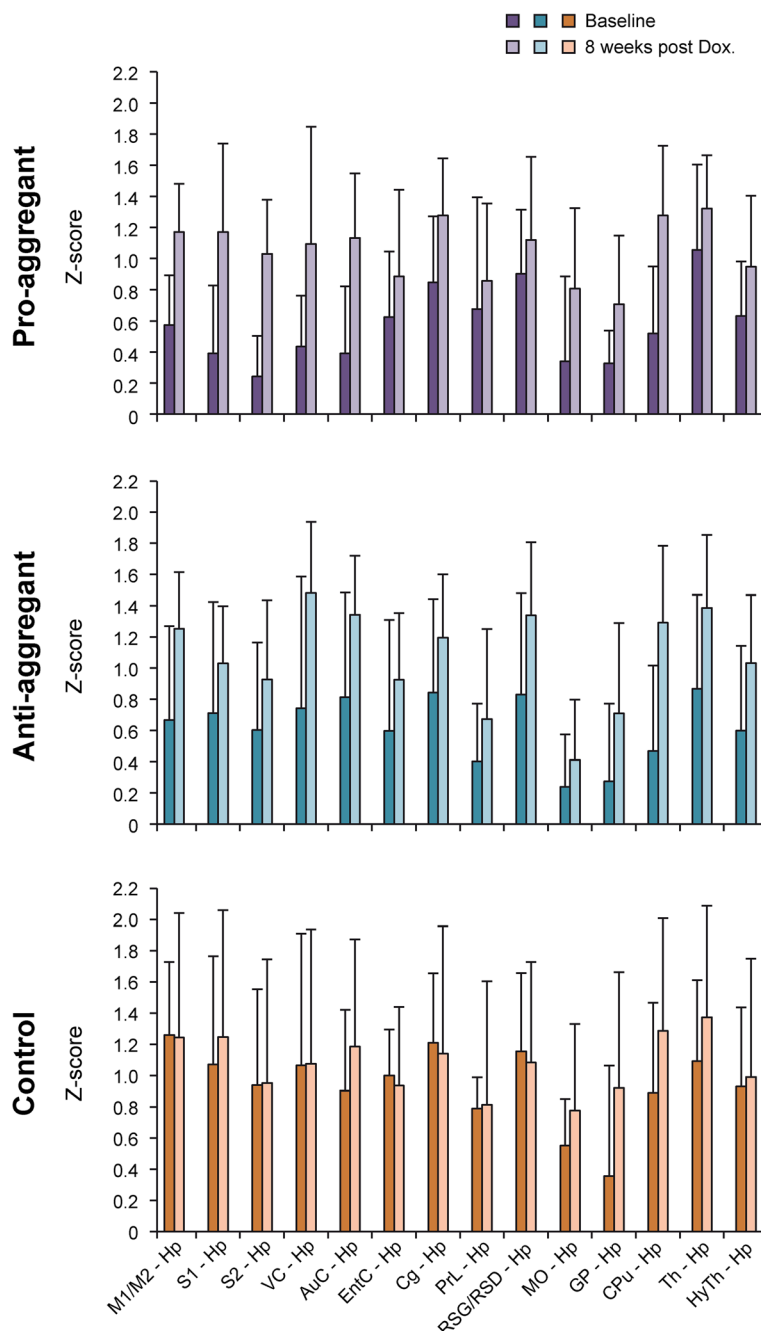 Baseline
8 weeks post Dox.
Pro-aggregant
Z-score
2.2
2.0
1.8
1.6
1.4
1.2
1.0
0.8
0.6
0.4
0.2
0
Anti-aggregant
Z-score
2.2
2.0
1.8
1.6
1.4
1.2
1.0
0.8
0.6
0.4
0.2
0
Control
Z-score
2.2
2.0
1.8
1.6
1.4
1.2
1.0
0.8
0.6
0.4
0.2
0
M1/M2 - Hp
S1 - Hp
S2 - Hp
VC - Hp
AuC - Hp
EntC - Hp
Cg - Hp
PrL - Hp
RSG/RSD - Hp
MO - Hp
GP - Hp
CPu - Hp
Th - Hp
HyTh - Hp